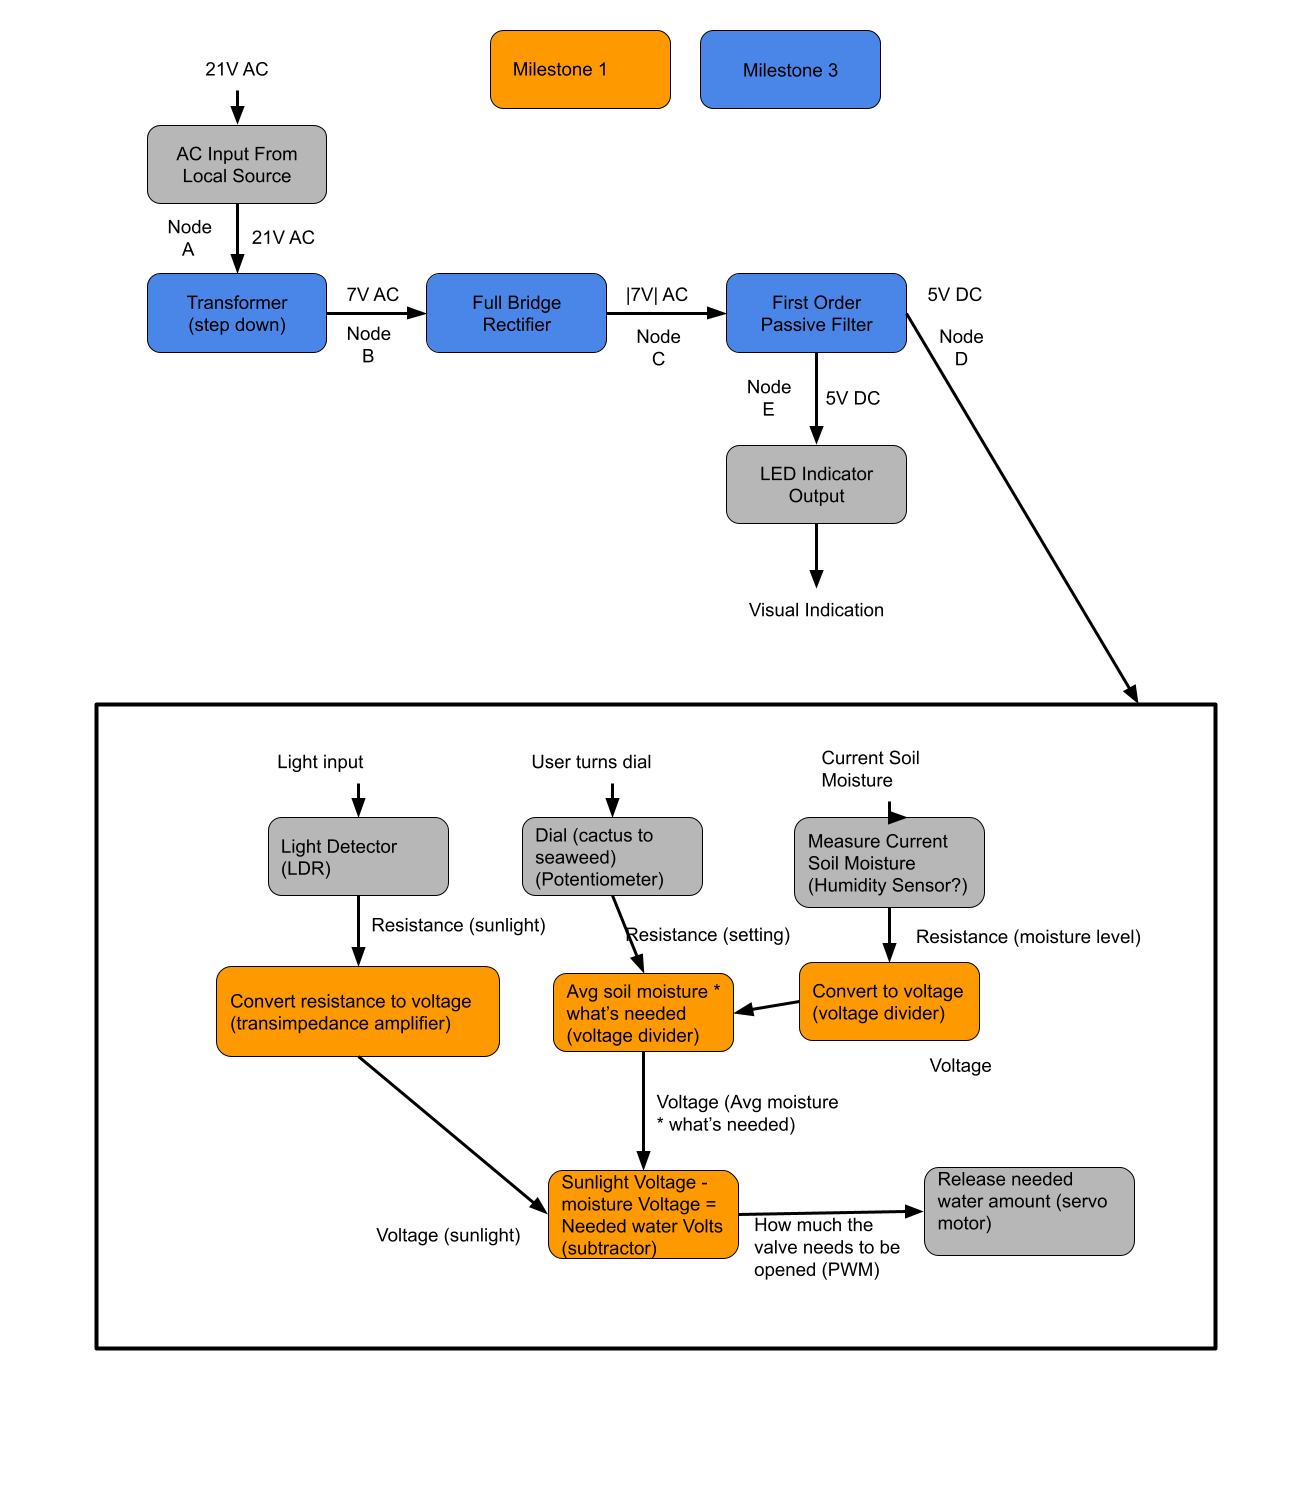 Milestone 1
Milestone 3
21V AC
AC Input From
Local Source
Node
A
21V AC
Transformer
(step down)
7V AC
Node
B
Full Bridge
Rectifier
|7V| AC
Node
C
First Order
Passive Filter
5V DC
Node
D
Node
E
5V DC
LED Indicator
Output
Visual Indication
Light input
User turns dial
Current Soil
Moisture
Light Detector
(LDR)
Dial (cactus to
seaweed)
(Potentiometer)
Measure Current
Soil Moisture
(Humidity Sensor?)
Resistance (sunlight)
Resistance (setting)
Resistance (moisture level)
Convert resistance to voltage
(transimpedance amplifier)
Avg soil moisture *
what's needed
(voltage divider)
Convert to voltage
(voltage divider)
Voltage
Voltage (Avg moisture
* what's needed)
Voltage (sunlight)
Sunlight Voltage -
moisture Voltage =
Needed water Volts
(subtractor)
How much the
valve needs to be
opened (PWM)
Release needed
water amount (servo
motor)